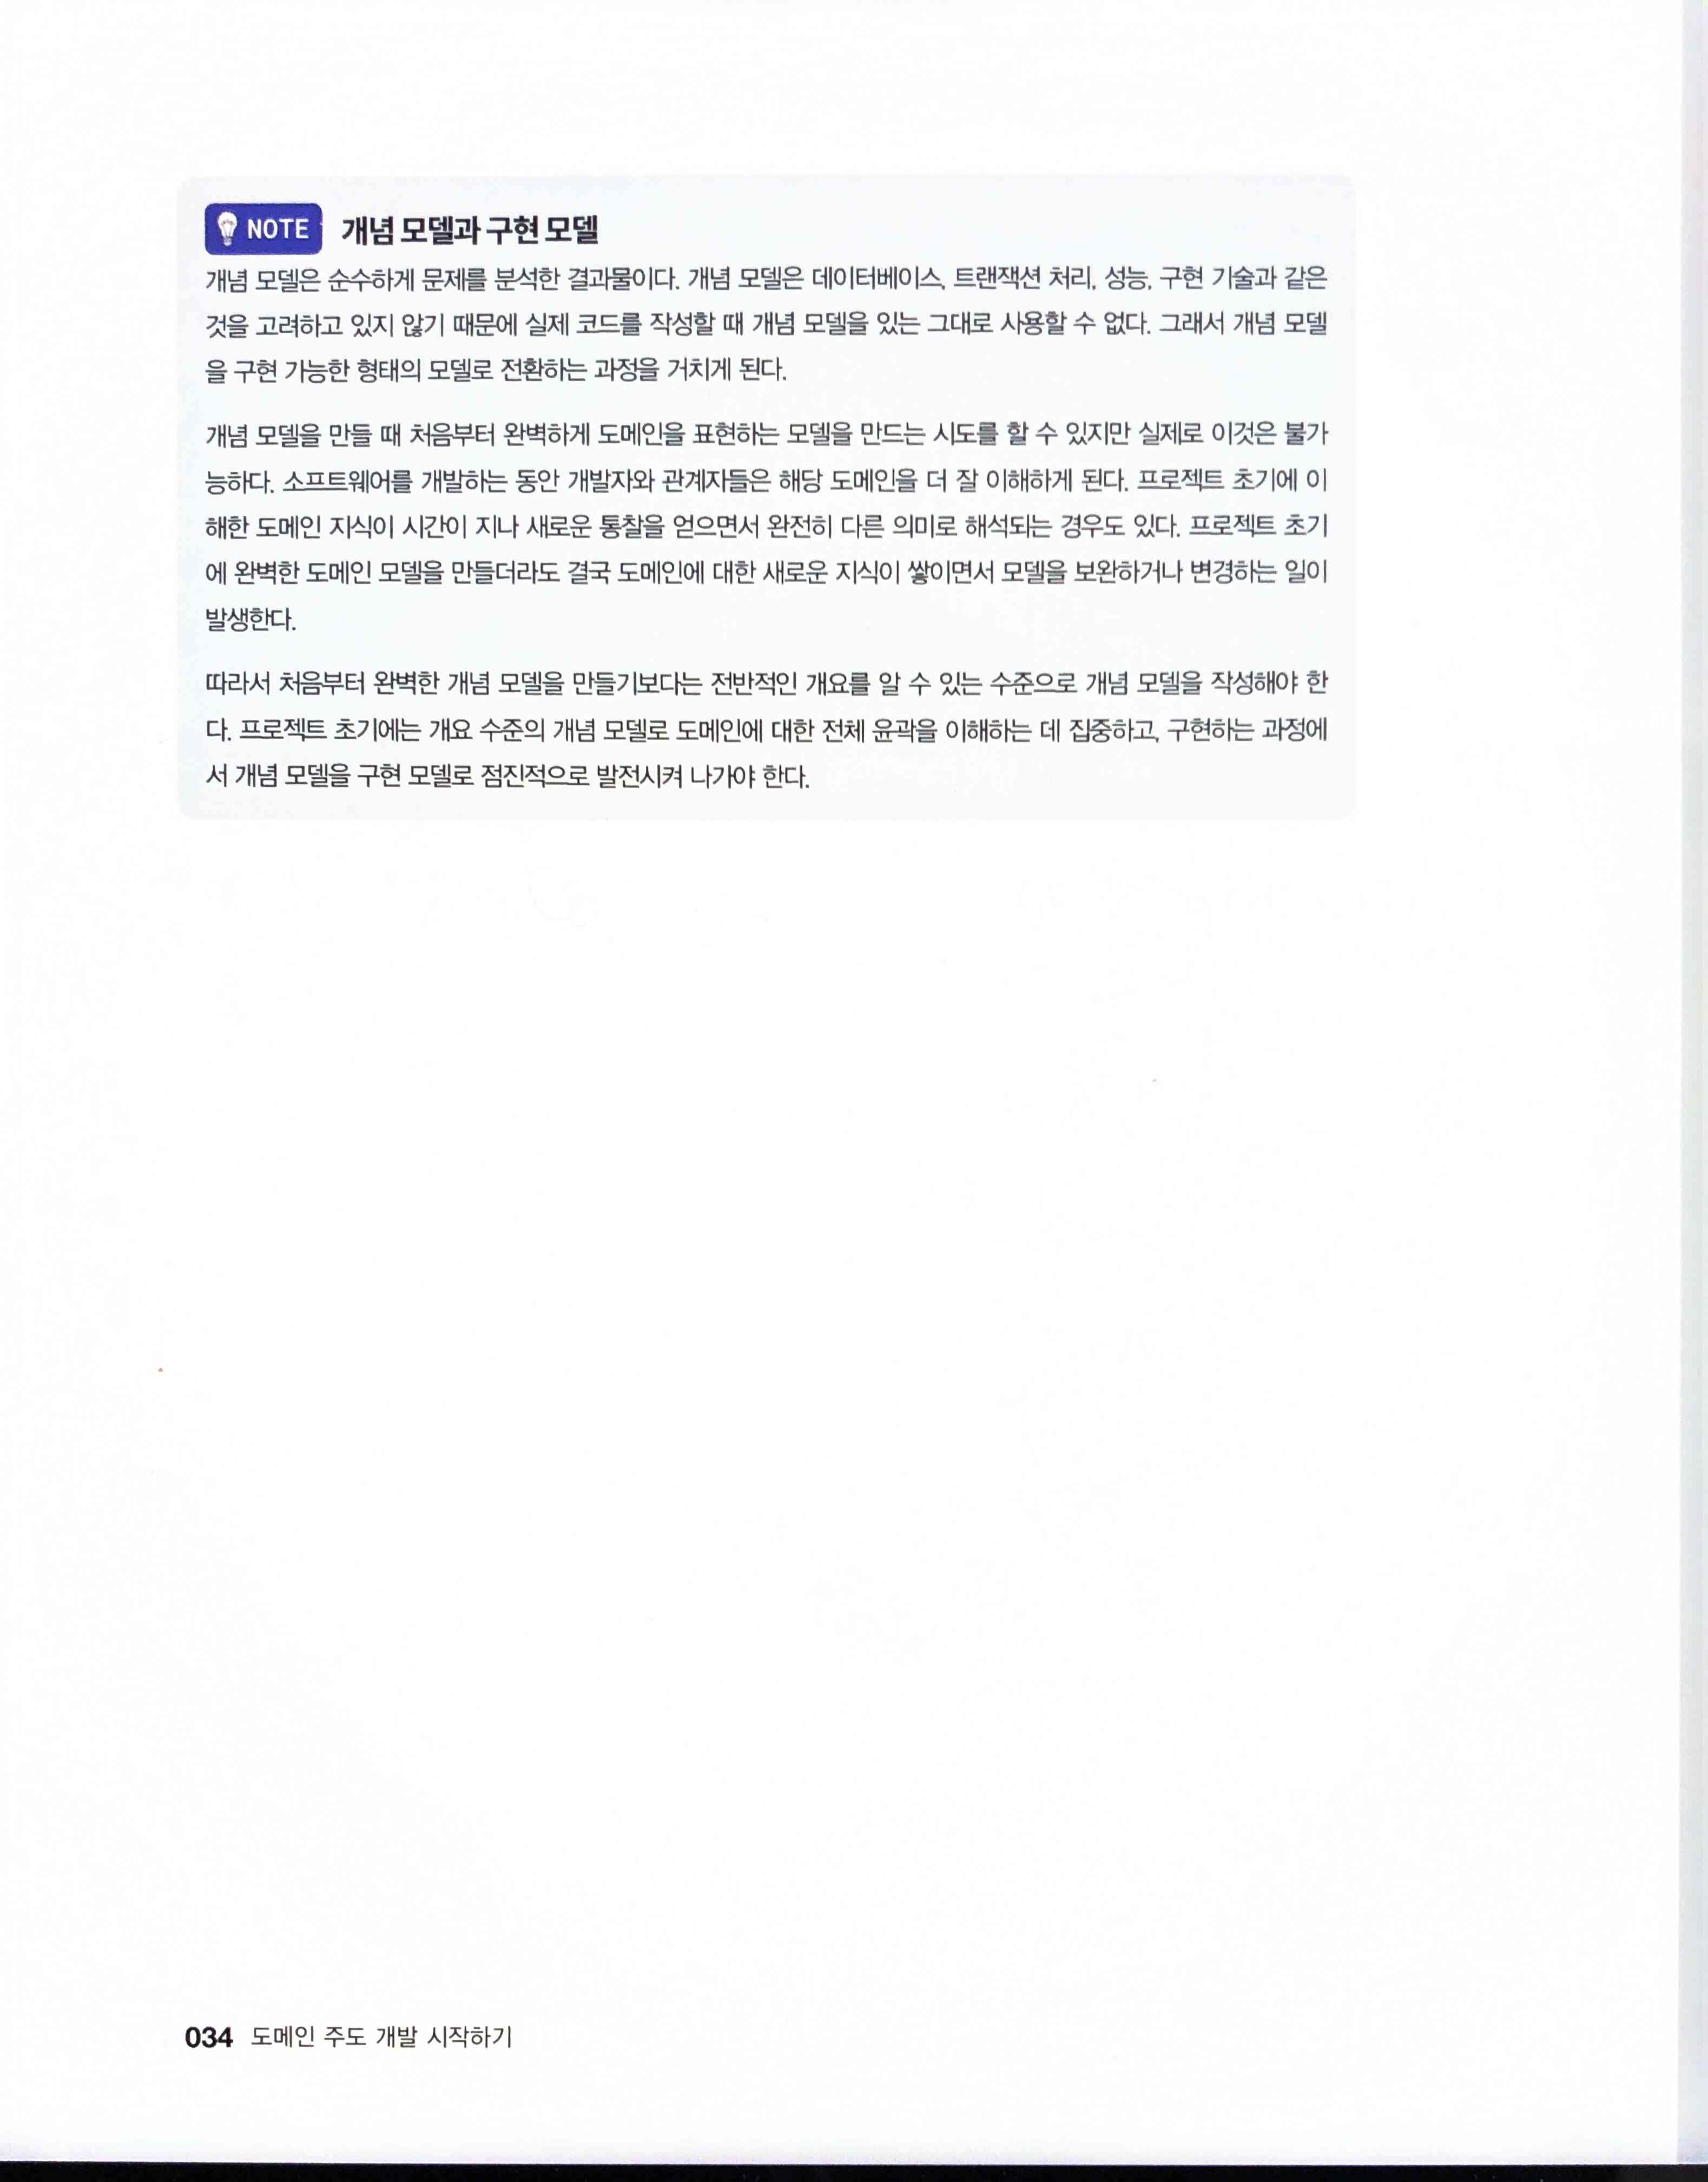 NOTE 개념 모델과 구현 모델
개념 모델은 순수하게 문제를 분석한 결과물이다. 개념 모델은 데이터베이스, 트랜잭션 처리, 성능, 구현 기술과 같은
것을 고려하고 있지 않기 때문에 실제 코드를 작성할 때 개념 모델을 있는 그대로 사용할 수 없다. 그래서 개념 모델
을 구현 가능한 형태의 모델로 전환하는 과정을 거치게 된다.
개념 모델을 만들 때 처음부터 완벽하게 도메인을 표현하는 모델을 만드는 시도를 할 수 있지만 실제로 이것은 불가
능하다. 소프트웨어를 개발하는 동안 개발자와 관계자들은 해당 도메인을 더 잘 이해하게 된다. 프로젝트 초기에 이
해한 도메인 지식이 시간이 지나 새로운 통찰을 얻으면서 완전히 다른 의미로 해석되는 경우도 있다. 프로젝트 초기
에 완벽한 도메인 모델을 만들더라도 결국 도메인에 대한 새로운 지식이 쌓이면서 모델을 보완하거나 변경하는 일이
발생한다.
따라서 처음부터 완벽한 개념 모델을 만들기보다는 전반적인 개요를 알 수 있는 수준으로 개념 모델을 작성해야 한
다. 프로젝트 초기에는 개요 수준의 개념 모델로 도메인에 대한 전체 윤곽을 이해하는 데 집중하고, 구현하는 과정에
서 개념 모델을 구현 모델로 점진적으로 발전시켜 나가야 한다.
034 도메인 주도 개발 시작하기